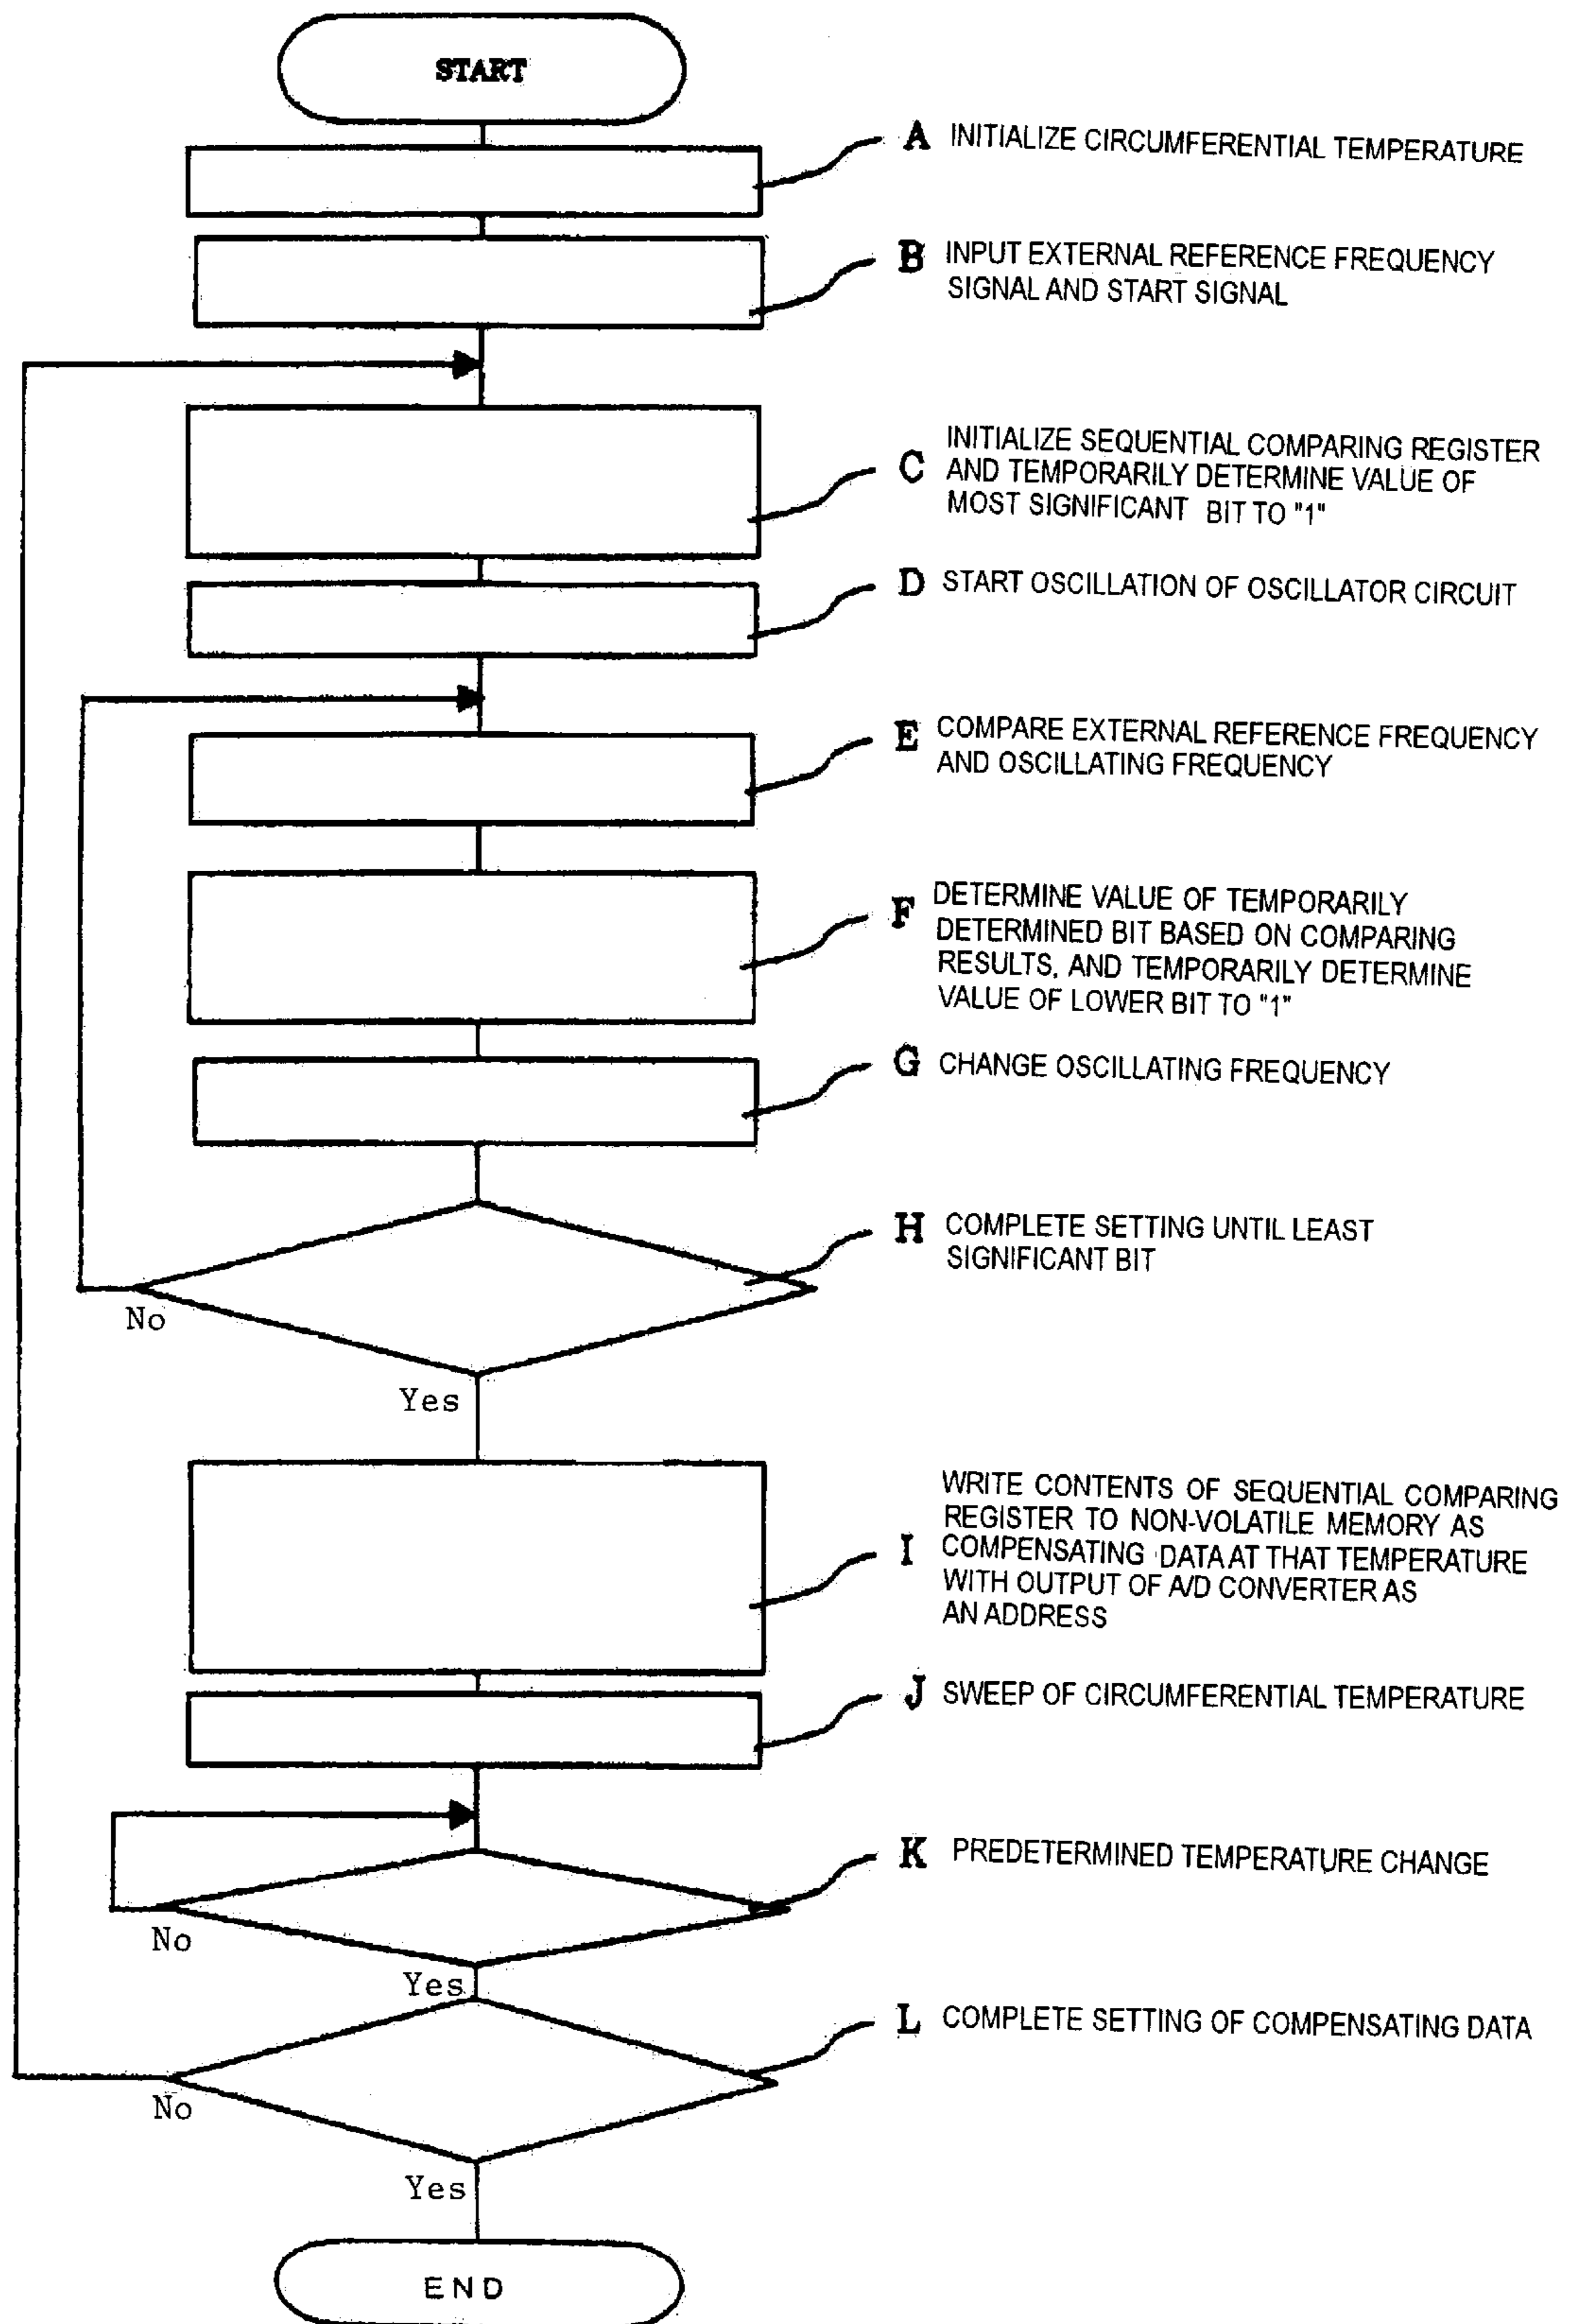 START
A INITIALIZE CIRCUMFERENTIAL TEMPERATURE
B INPUT EXTERNAL REFERENCE FREQUENCY
SIGNAL AND START SIGNAL
C INITIALIZE SEQUENTIAL COMPARING REGISTER
AND TEMPORARILY DETERMINE VALUE OF
MOST SIGNIFICANT BIT TO "1"
D START OSCILLATION OF OSCILLATOR CIRCUIT
E COMPARE EXTERNAL REFERENCE FREQUENCY
AND OSCILLATING FREQUENCY
F DETERMINE VALUE OF TEMPORARILY
DETERMINED BIT BASED ON COMPARING
RESULTS, AND TEMPORARILY DETERMINE
VALUE OF LOWER BIT TO "1"
G CHANGE OSCILLATING FREQUENCY
H COMPLETE SETTING UNTIL LEAST
SIGNIFICANT BIT
No
Yes
WRITE CONTENTS OF SEQUENTIAL COMPARING
REGISTER TO NON-VOLATILE MEMORY AS
I COMPENSATING DATA AT THAT TEMPERATURE
WITH OUTPUT OF A/D CONVERTER AS
AN ADDRESS
J SWEEP OF CIRCUMFERENTIAL TEMPERATURE
K PREDETERMINED TEMPERATURE CHANGE
No
Yes
L COMPLETE SETTING OF COMPENSATING DATA
No
Yes
END